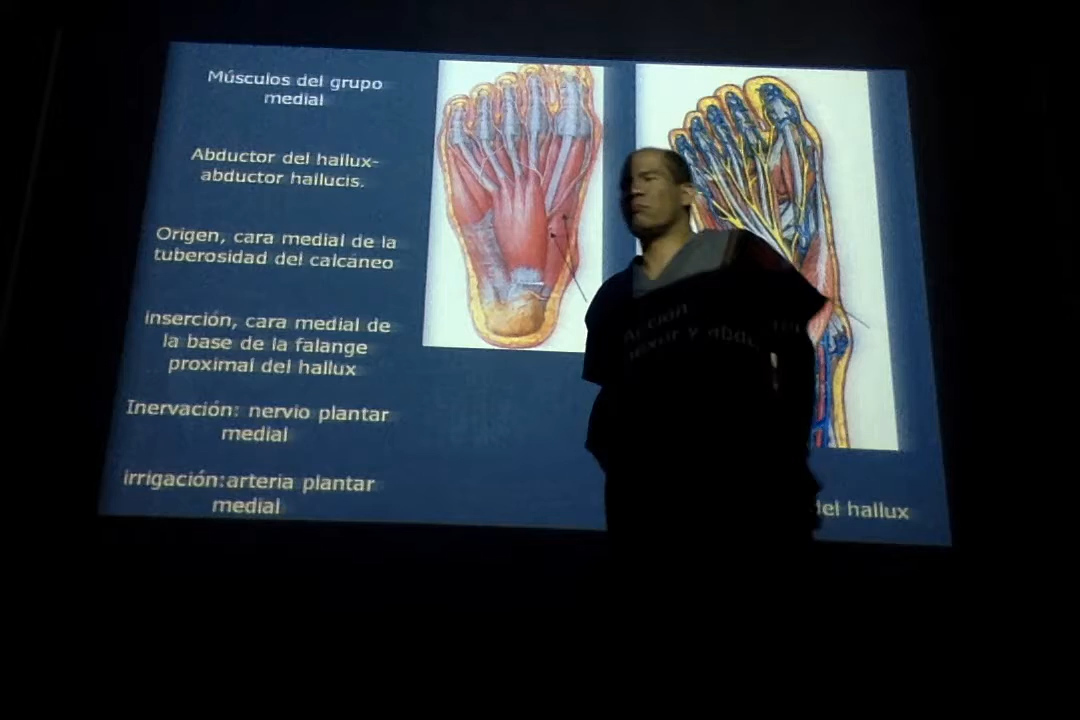 Músculos del grupo
medial
Abductor del hallux-
abductor hallucis.
Origen, cara medial de la
tuberosidad del calcáneo
inserción, cara medial de
la base de la falange
proximal del hallux
Inervación: nervio plantar
medial
irrigación:arteria plantar
medial
Acción
y
del hallux